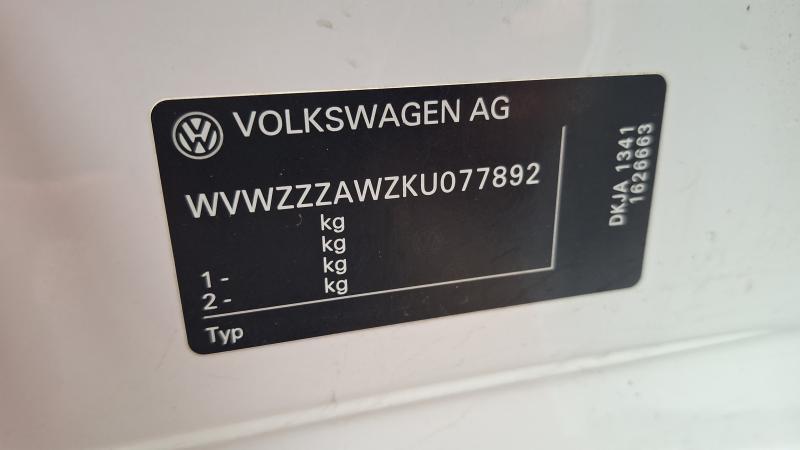 VOLKSWAGEN AG
WVWZZZAWZKU077892
kg
kg
1 - kg
2 - kg
Typ
DKJA 1341
1626663